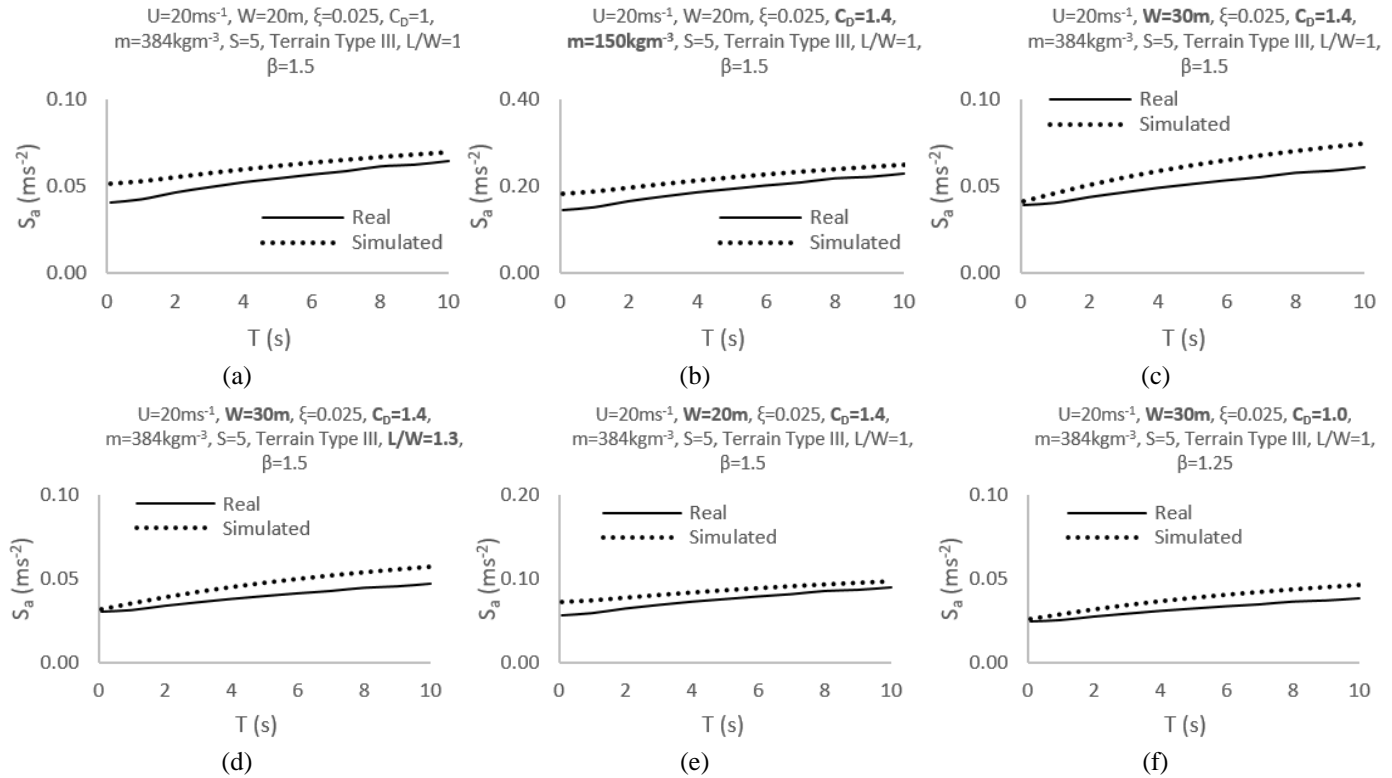 U=20ms⁻¹, W=20m, ξ=0.025, C_D=1,
m=384kgm⁻³, S=5, Terrain Type III, L/W=1
β=1.5
0.10
0.05
0.00
S_a (ms⁻²)
Real
Simulated
0 2 4 6 8 10
T (s)
(a)
U=20ms⁻¹, W=20m, ξ=0.025, C_D=1.4,
m=150kgm⁻³, S=5, Terrain Type III, L/W=1,
β=1.5
0.40
0.20
0.00
S_a (ms⁻²)
Real
Simulated
0 2 4 6 8 10
T (s)
(b)
U=20ms⁻¹, W=30m, ξ=0.025, C_D=1.4,
m=384kgm⁻³, S=5, Terrain Type III, L/W=1,
β=1.5
0.10
0.05
0.00
S_a (ms⁻²)
Real
Simulated
0 2 4 6 8 10
T (s)
(c)
U=20ms⁻¹, W=30m, ξ=0.025, C_D=1.4,
m=384kgm⁻³, S=5, Terrain Type III, L/W=1.3,
β=1.5
0.10
0.05
0.00
S_a (ms⁻²)
Real
Simulated
0 2 4 6 8 10
T (s)
(d)
U=20ms⁻¹, W=20m, ξ=0.025, C_D=1.4,
m=384kgm⁻³, S=5, Terrain Type III, L/W=1,
β=1.5
0.20
0.10
0.00
S_a (ms⁻²)
Real
Simulated
0 2 4 6 8 10
T (s)
(e)
U=20ms⁻¹, W=30m, ξ=0.025, C_D=1.0,
m=384kgm⁻³, S=5, Terrain Type III, L/W=1,
β=1.25
0.10
0.05
0.00
S_a (ms⁻²)
Real
Simulated
0 2 4 6 8 10
T (s)
(f)